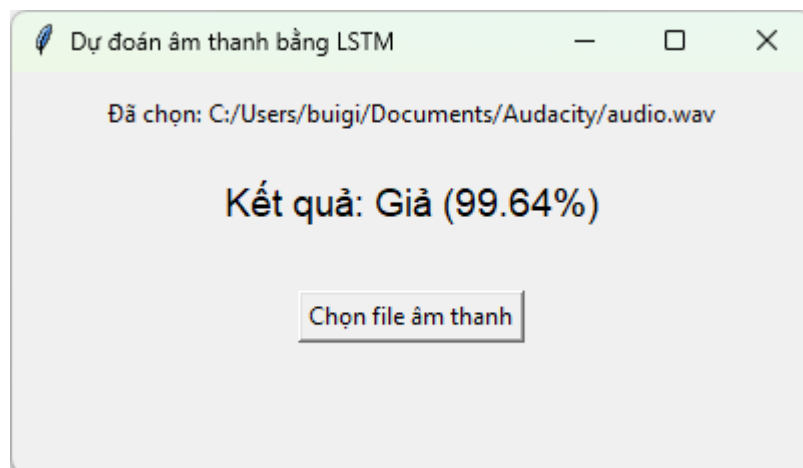 Dự đoán âm thanh bằng LSTM
Đã chọn: C:/Users/buigi/Documents/Audacity/audio.wav
Kết quả: Giả (99.64%)
Chọn file âm thanh